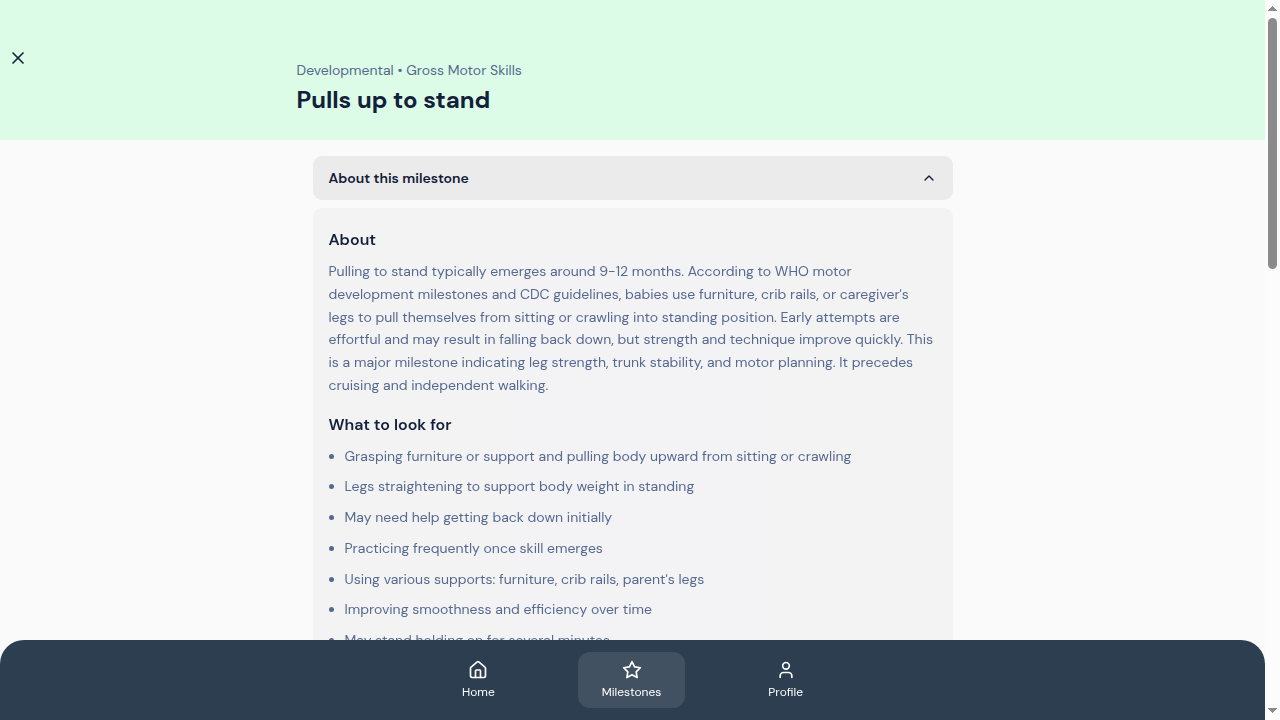 Developmental • Gross Motor Skills
Pulls up to stand
About this milestone
About
Pulling to stand typically emerges around 9-12 months. According to WHO motor
development milestones and CDC guidelines, babies use furniture, crib rails, or caregiver's
legs to pull themselves from sitting or crawling into standing position. Early attempts are
effortful and may result in falling back down, but strength and technique improve quickly. This
is a major milestone indicating leg strength, trunk stability, and motor planning. It precedes
cruising and independent walking.
What to look for
• Grasping furniture or support and pulling body upward from sitting or crawling
• Legs straightening to support body weight in standing
• May need help getting back down initially
• Practicing frequently once skill emerges
• Using various supports: furniture, crib rails, parent's legs
• Improving smoothness and efficiency over time
• May stand holding on for several minutes
Home
Milestones
Profile